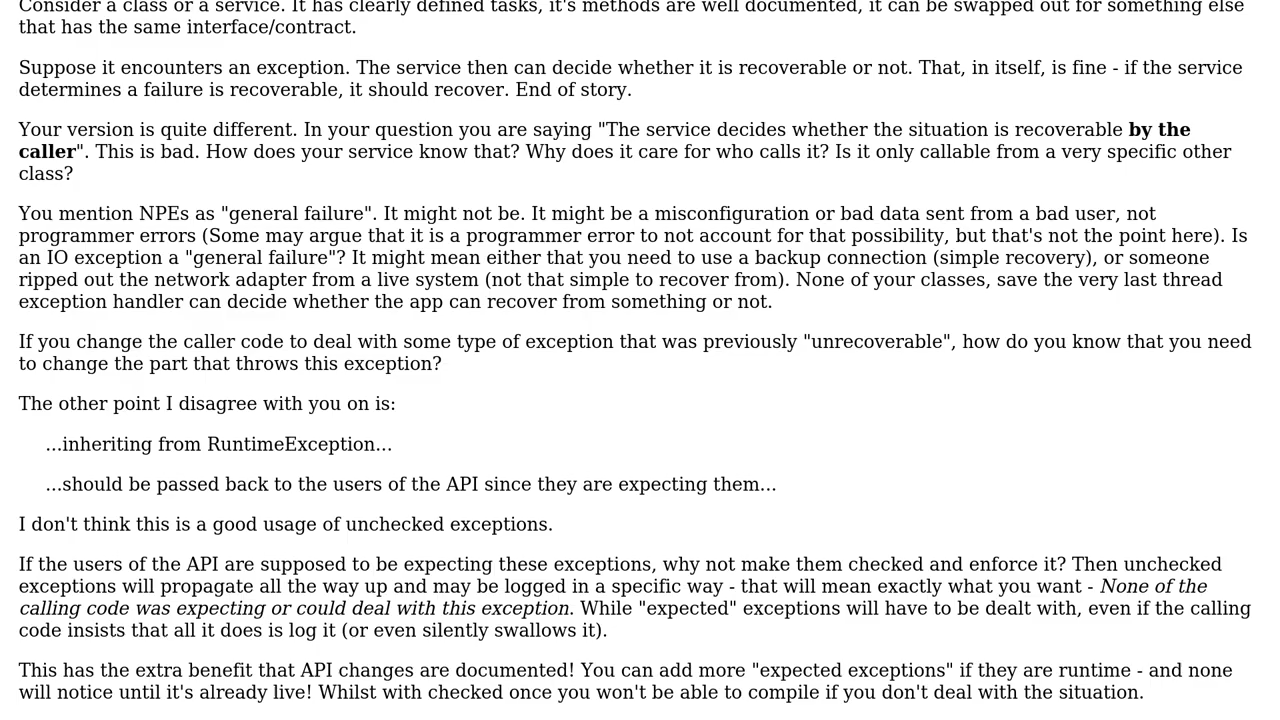 Consider a class or a service. It has clearly defined tasks, it's methods are well documented, it can be swapped out for something else
that has the same interface/contract.
Suppose it encounters an exception. The service then can decide whether it is recoverable or not. That, in itself, is fine - if the service
determines a failure is recoverable, it should recover. End of story.
Your version is quite different. In your question you are saying "The service decides whether the situation is recoverable by the
caller". This is bad. How does your service know that? Why does it care for who calls it? Is it only callable from a very specific other
class?
You mention NPEs as "general failure". It might not be. It might be a misconfiguration or bad data sent from a bad user, not
programmer errors (Some may argue that it is a programmer error to not account for that possibility, but that's not the point here). Is
an IO exception a "general failure"? It might mean either that you need to use a backup connection (simple recovery), or someone
ripped out the network adapter from a live system (not that simple to recover from). None of your classes, save the very last thread
exception handler can decide whether the app can recover from something or not.
If you change the caller code to deal with some type of exception that was previously "unrecoverable", how do you know that you need
to change the part that throws this exception?
The other point I disagree with you on is:
...inheriting from RuntimeException...
...should be passed back to the users of the API since they are expecting them...
I don't think this is a good usage of unchecked exceptions.
If the users of the API are supposed to be expecting these exceptions, why not make them checked and enforce it? Then unchecked
exceptions will propagate all the way up and may be logged in a specific way - that will mean exactly what you want - None of the
calling code was expecting or could deal with this exception. While "expected" exceptions will have to be dealt with, even if the calling
code insists that all it does is log it (or even silently swallows it).
This has the extra benefit that API changes are documented! You can add more "expected exceptions" if they are runtime - and none
will notice until it's already live! Whilst with checked once you won't be able to compile if you don't deal with the situation.